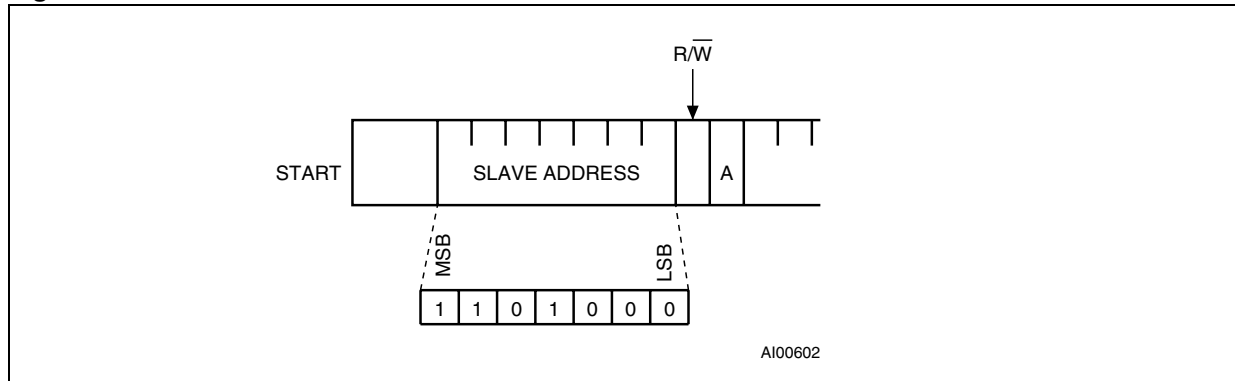 R/W̅
START SLAVE ADDRESS A
MSB LSB
1 1 0 1 0 0 0
AI00602